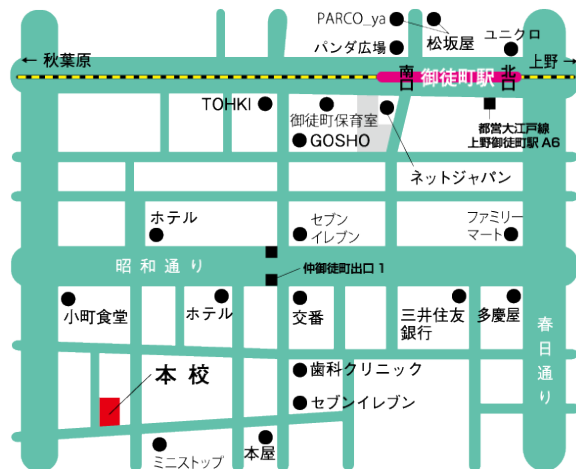 PARCO_ya
松坂屋
ユニクロ
パンダ広場
← 秋葉原
南口
御徒町駅
北口
上野 →
TOHKI
御徒町保育室
GOSHO
都営大江戸線
上野御徒町駅 A6
ネットジャパン
ホテル
セブン
イレブン
ファミリー
マート
昭和通り
仲御徒町出口 1
小町食堂
ホテル
交番
三井住友
銀行
多慶屋
春日通り
本校
歯科クリニック
セブンイレブン
ミニストップ
本屋